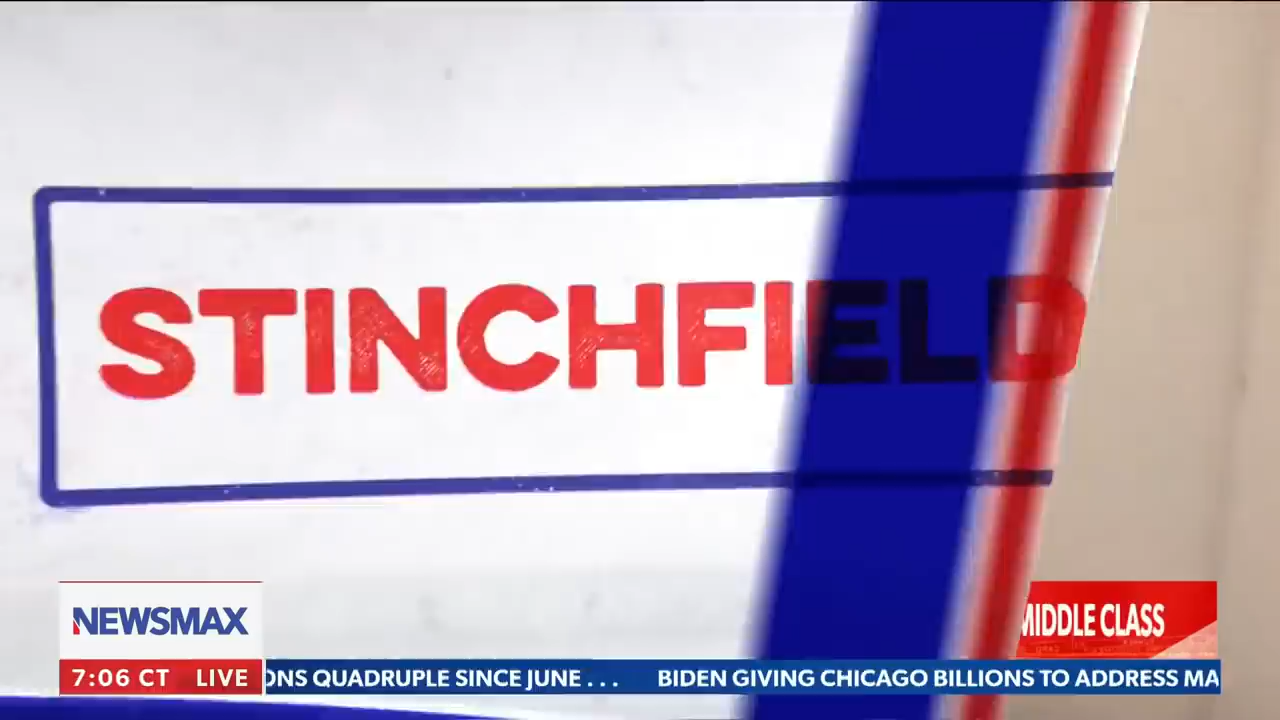 STINCHFIELD
MIDDLE CLASS
NEWSMAX
7:06 CT LIVE
ONS QUADRUPLE SINCE JUNE . . . BIDEN GIVING CHICAGO BILLIONS TO ADDRESS MA